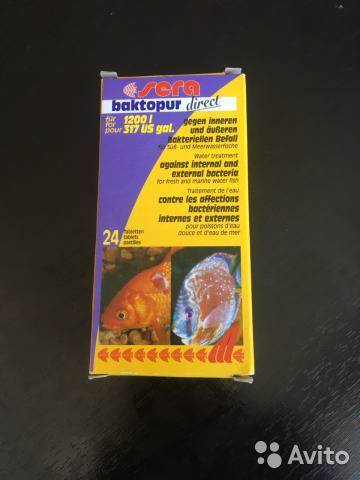 sera
baktopur direct
für
for
pour
1200 l
317 US gal.
gegen inneren
und äußeren
bakteriellen Befall
für Süß- und Meerwasserfische
Water treatment
against internal and
external bacteria
for fresh and marine water fish
Traitement de l'eau
contre les affections
bactériennes
internes et externes
pour poissons d'eau
douce et d'eau de mer
24 Tabletten
tablets
pastilles
Avito